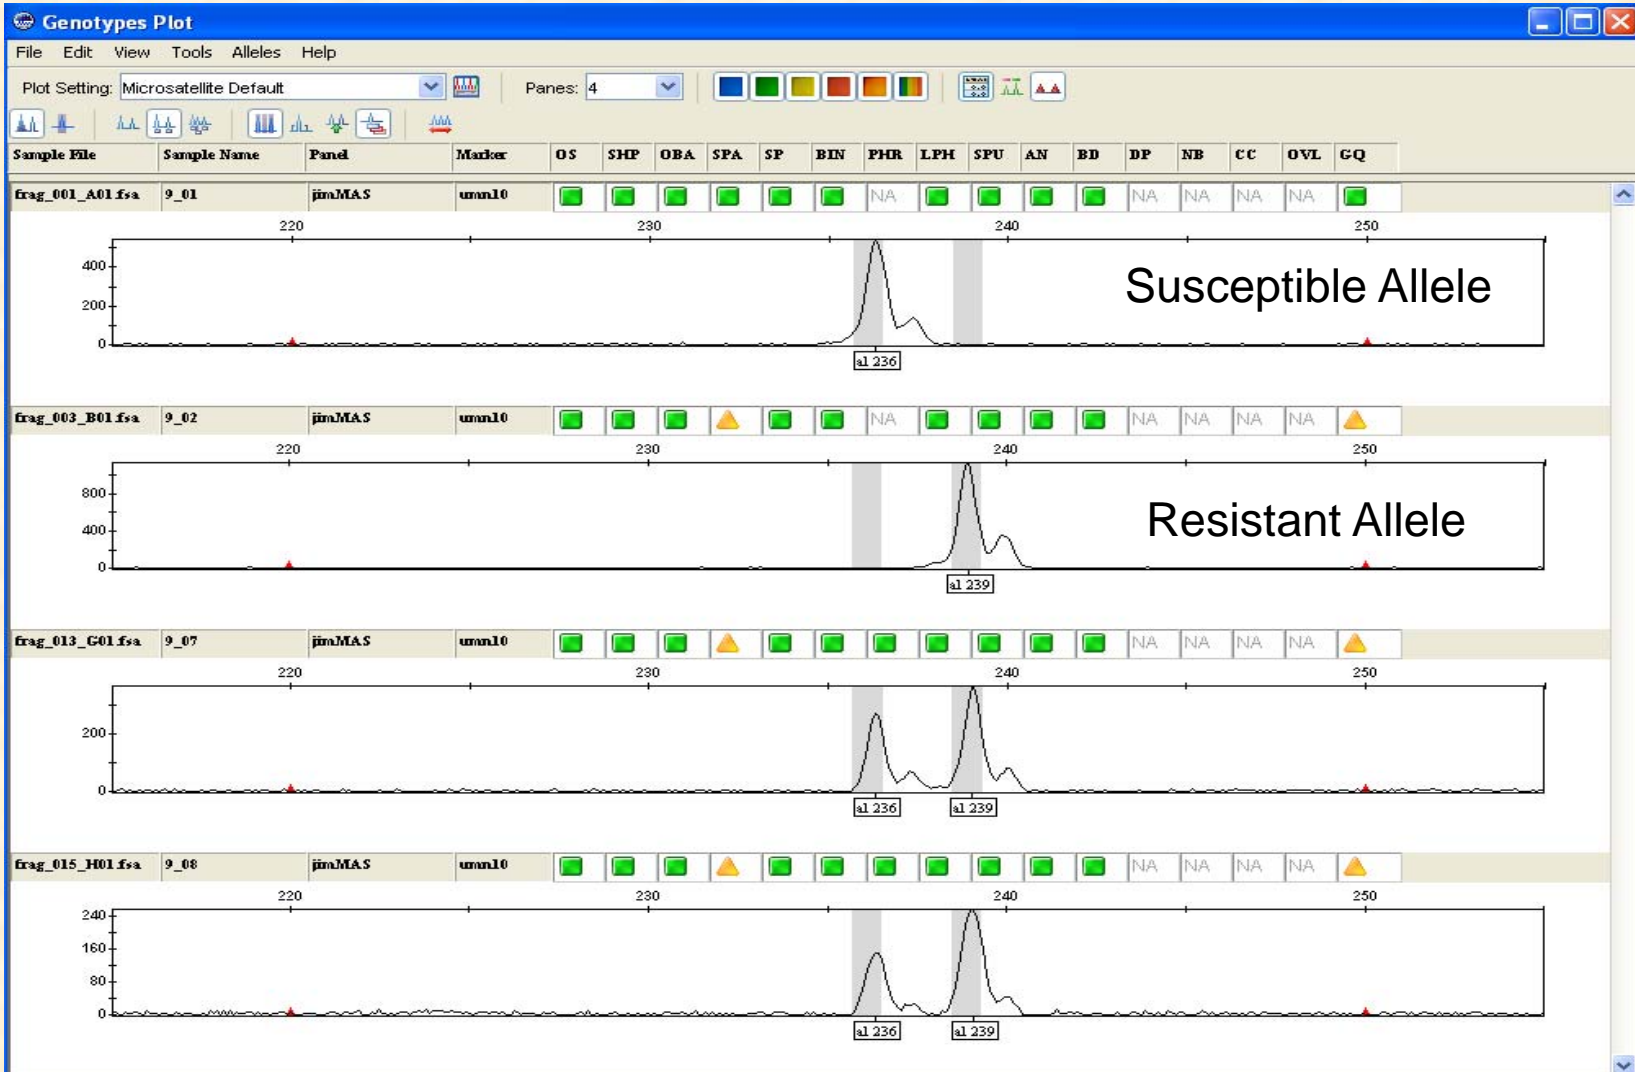 Genotypes Plot
File Edit View Tools Alleles Help
Plot Setting: Microsatellite Default Panes: 4
Sample File Sample Name Panel Marker OS SHP OBA SPA SP BIN PHR LPH SPU AN BD DP NB CC OVL GQ
frag_001_A01.fsa 9_01 jimMAS umn10 NA NA NA NA NA
220 230 240 250
400
200
0
Susceptible Allele
al 236
frag_003_B01.fsa 9_02 jimMAS umn10 NA NA NA NA NA
220 230 240 250
800
400
0
Resistant Allele
al 239
frag_013_G01.fsa 9_07 jimMAS umn10 NA NA NA NA
220 230 240 250
200
0
al 236 al 239
frag_015_H01.fsa 9_08 jimMAS umn10 NA NA NA NA
220 230 240 250
240
160
80
0
al 236 al 239